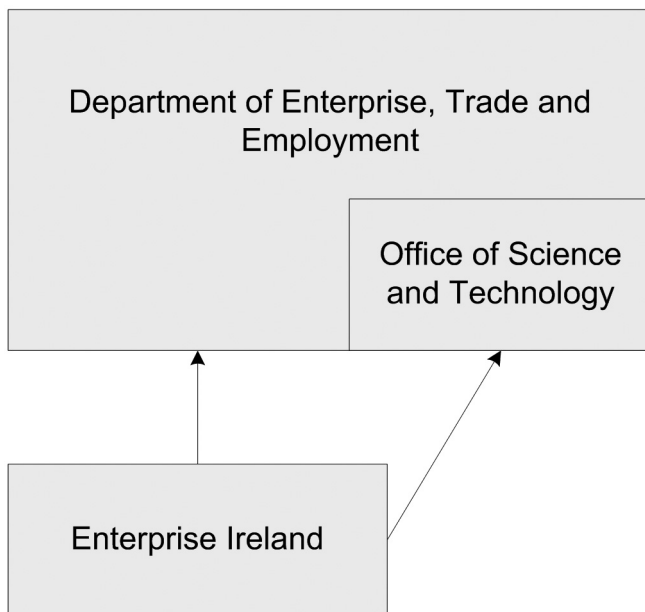 Department of Enterprise, Trade and
Employment
Office of Science
and Technology
Enterprise Ireland